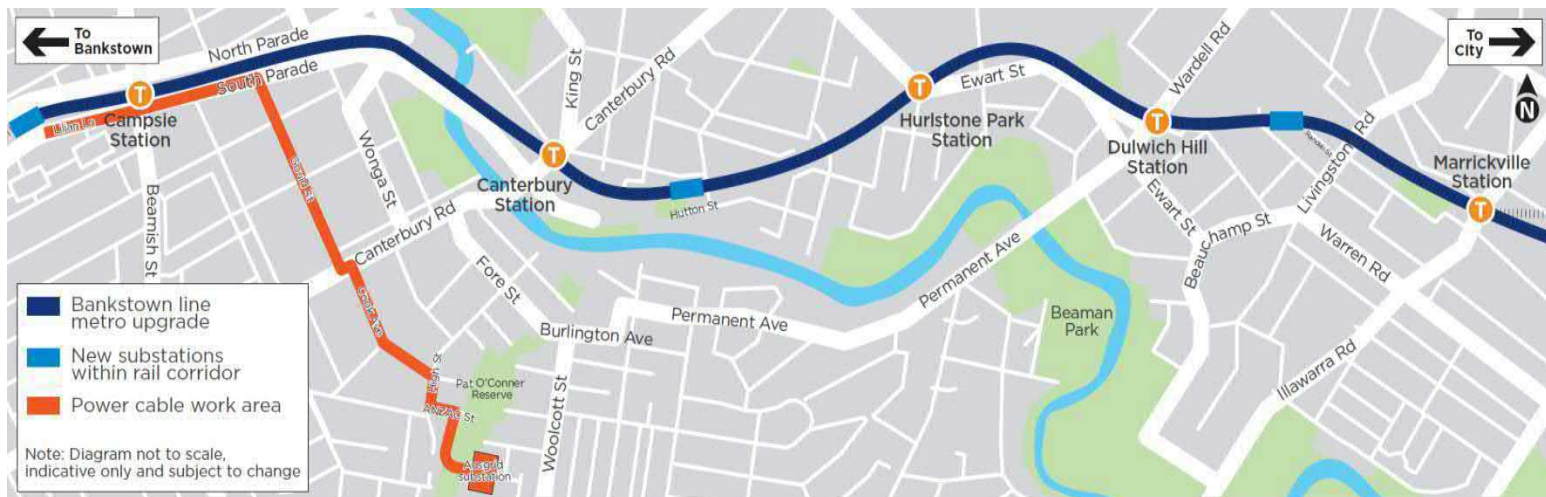 To
Bankstown
To
City
N
North Parade
South Parade
T
Campsie
Station
Beamish St
Wonga St
Canterbury Rd
King St
Canterbury Rd
T
Canterbury
Station
Hutton St
T
Hurlstone Park
Station
Ewart St
Wardell Rd
T
Dulwich Hill
Station
Ewart St
Livingstone Rd
T
Marrickville
Station
Beauchamp St
Warren Rd
Illawarra Rd
Fore St
Burlington Ave
Permanent Ave
Permanent Ave
Beaman
Park
Pat O'Conner
Reserve
ANZAC St
Woolcott St
substation
Bankstown line
metro upgrade
New substations
within rail corridor
Power cable work area
Note: Diagram not to scale,
indicative only and subject to change